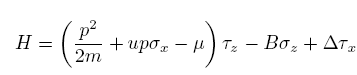 $H = \left( \frac{p^2}{2m} + up\sigma_x - \mu \right) \tau_z - B\sigma_z + \Delta\tau_x$